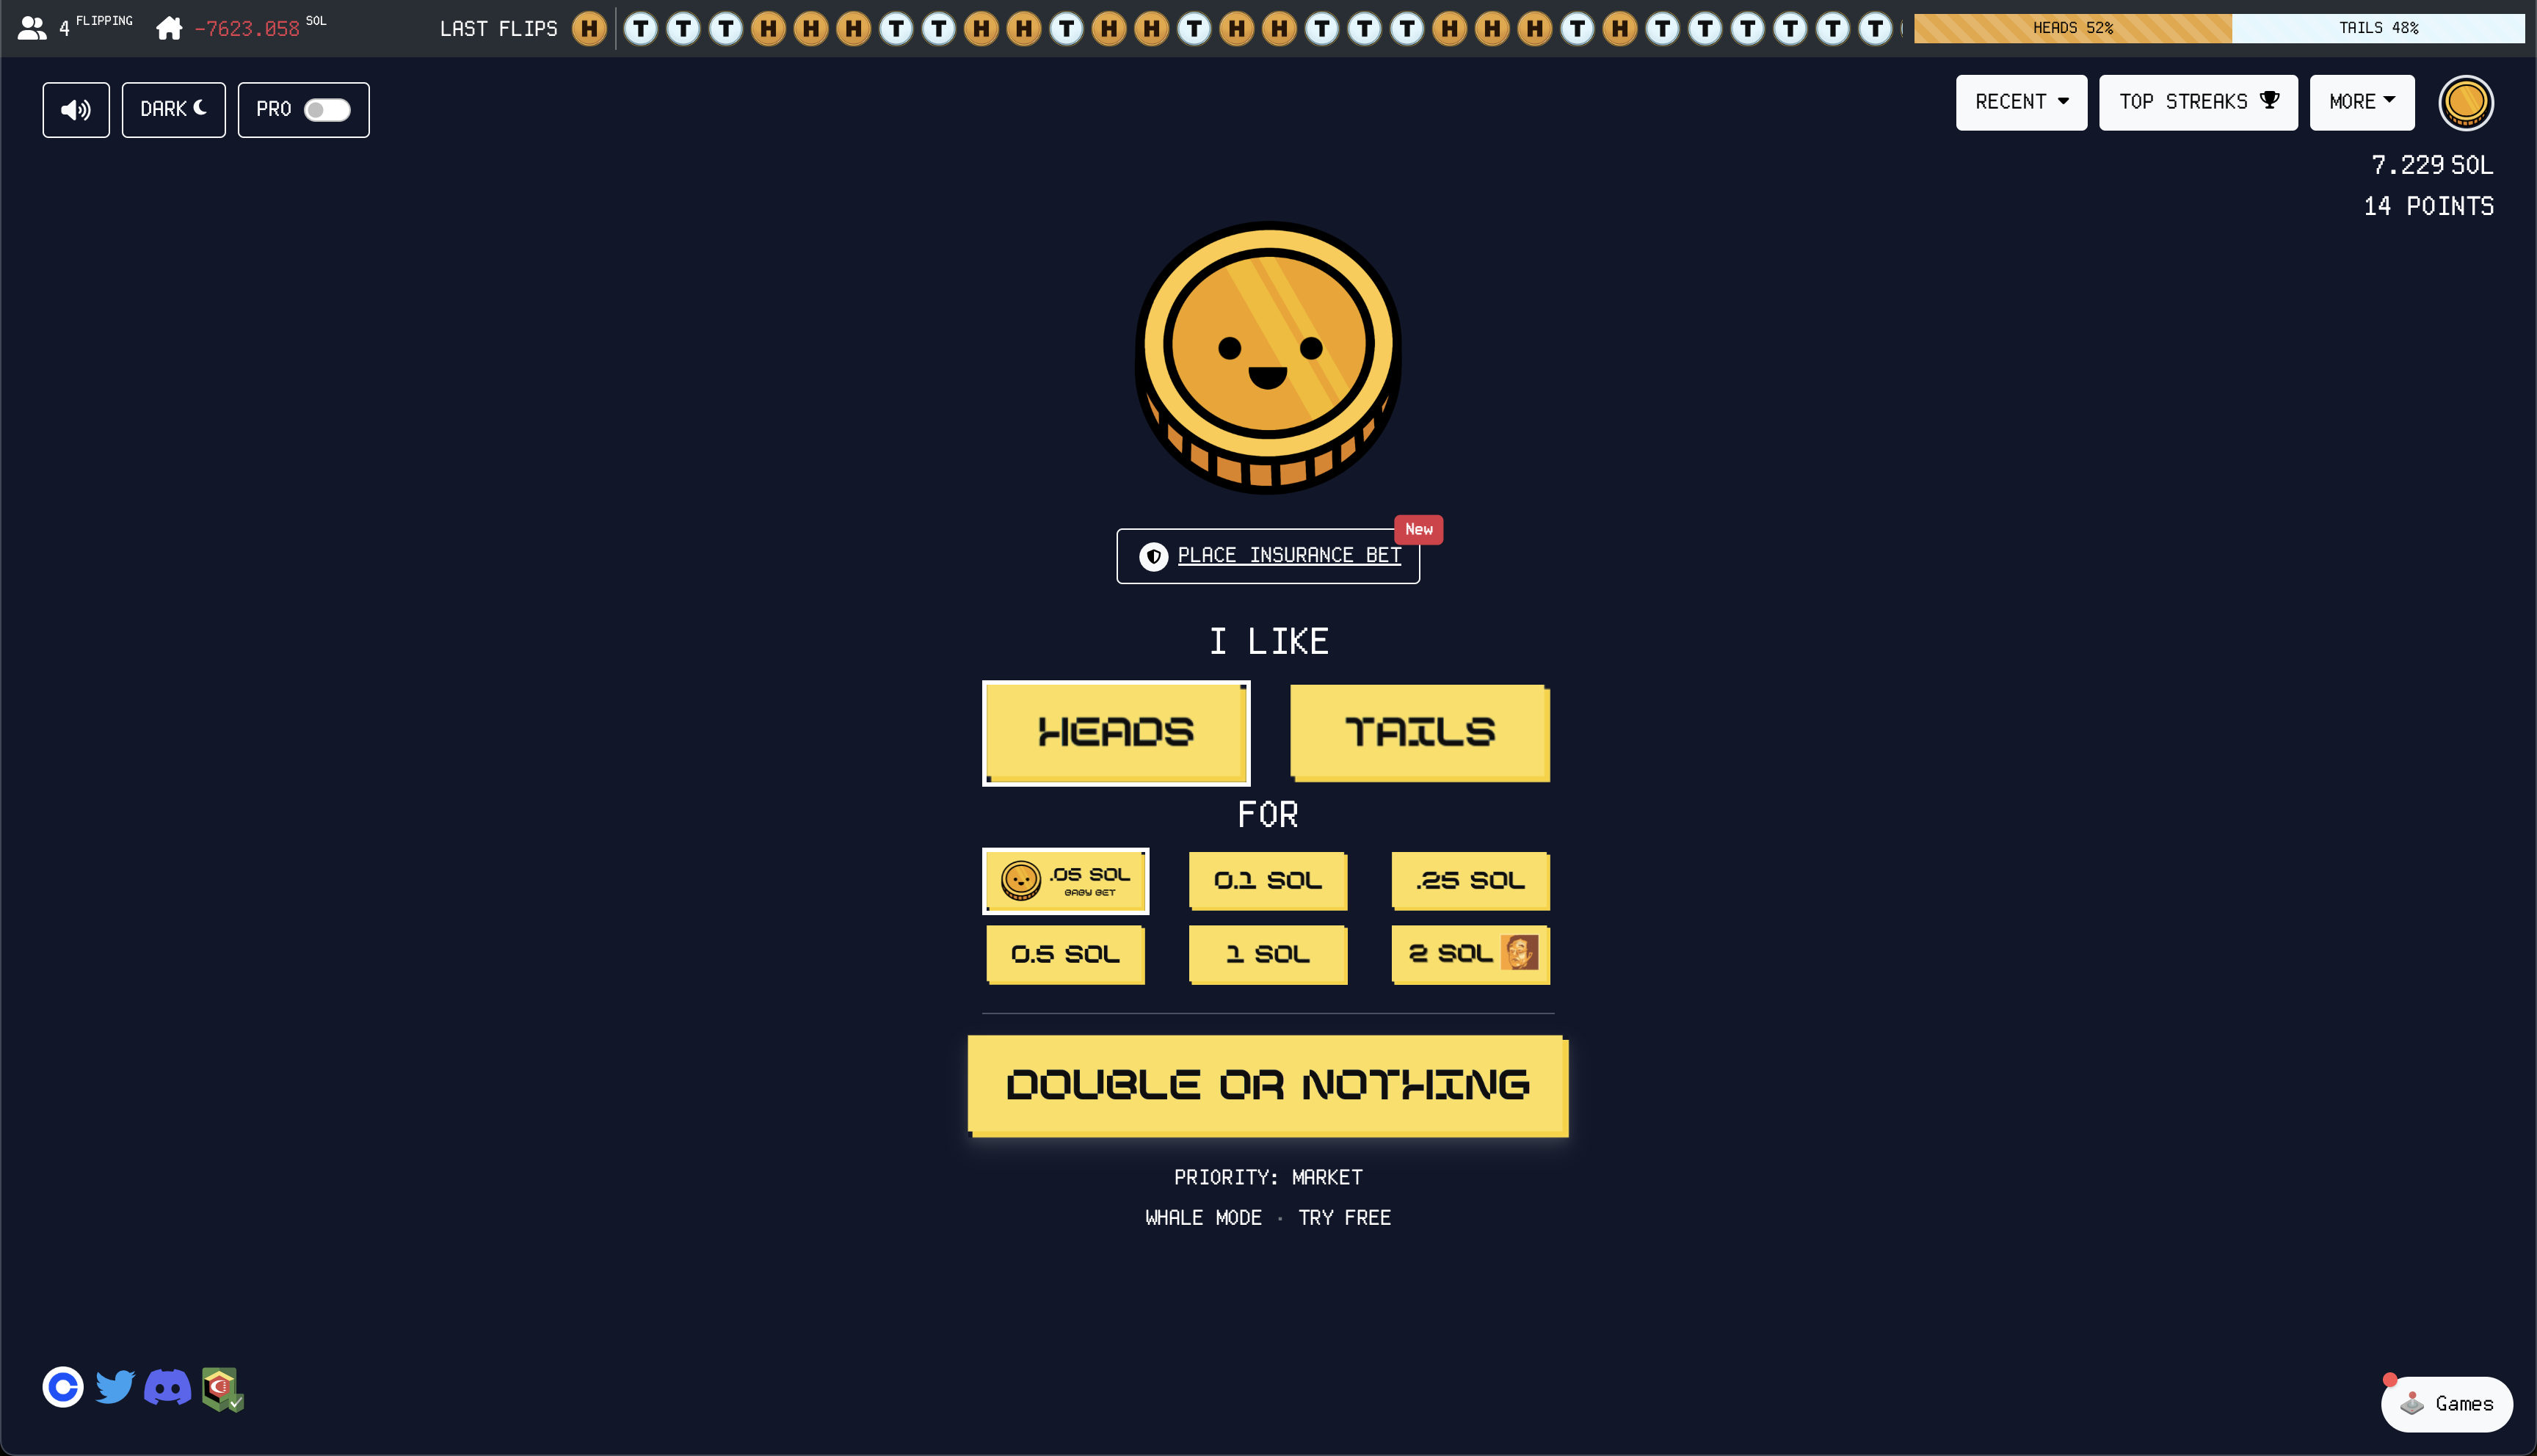 4 FLIPPING -7623.058 SOL LAST FLIPS H T T T H H H T T H H T H H T H H T T T H H H T H T T T T T T HEADS 52% TAILS 48%
DARK PRO RECENT TOP STREAKS MORE
7.229 SOL
14 POINTS
New
PLACE INSURANCE BET
I LIKE
HEADS TAILS
FOR
.05 SOL 0.1 SOL .25 SOL
BABY BET
0.5 SOL 1 SOL 2 SOL
DOUBLE OR NOTHING
PRIORITY: MARKET
WHALE MODE · TRY FREE
Games